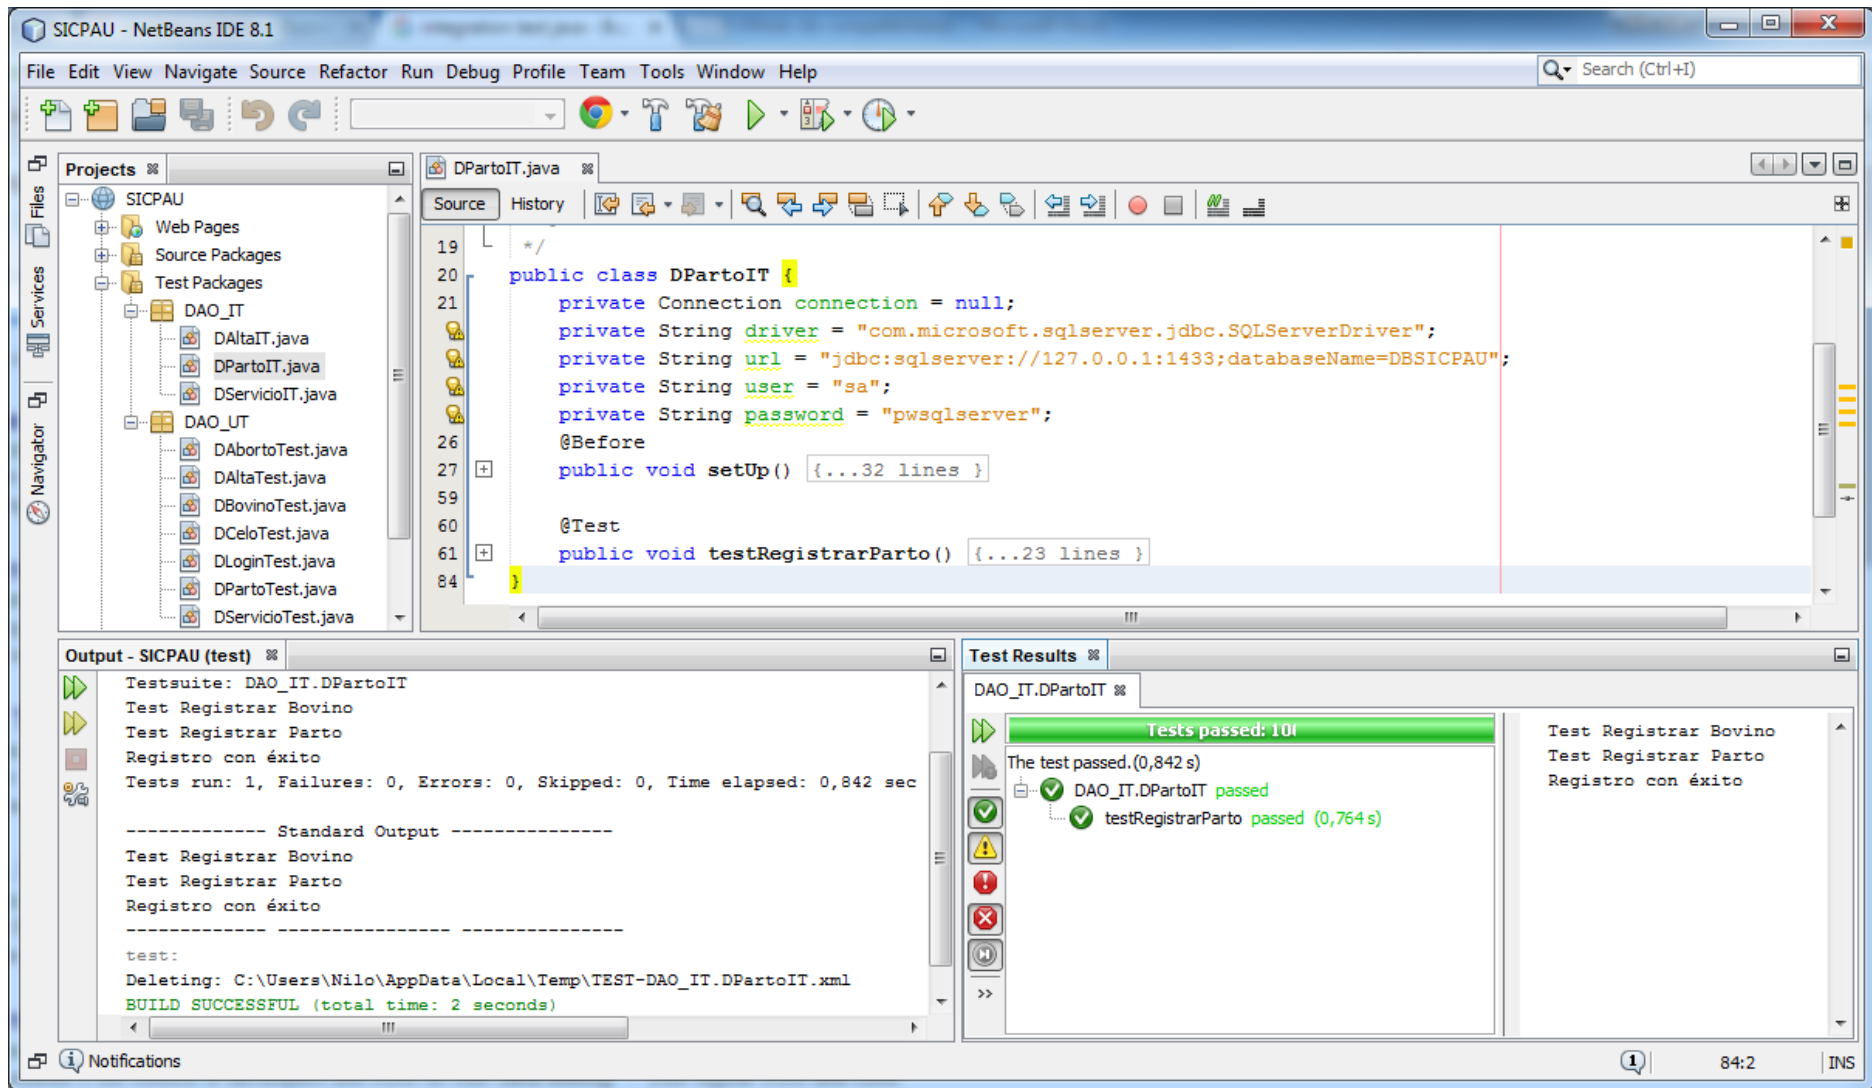 SICPAU - NetBeans IDE 8.1
File Edit View Navigate Source Refactor Run Debug Profile Team Tools Window Help
Search (Ctrl+I)
Files
Services
Navigator
Projects
SICPAU
Web Pages
Source Packages
Test Packages
DAO_IT
DAltaIT.java
DPartoIT.java
DServicioIT.java
DAO_UT
DAbortoTest.java
DAltaTest.java
DBovinoTest.java
DCeloTest.java
DLoginTest.java
DPartoTest.java
DServicioTest.java
DPartoIT.java
Source History
19 */
20 public class DPartoIT {
21 private Connection connection = null;
private String driver = "com.microsoft.sqlserver.jdbc.SQLServerDriver";
private String url = "jdbc:sqlserver://127.0.0.1:1433;databaseName=DBSICPAU";
private String user = "sa";
private String password = "pwsqlserver";
26 @Before
27 public void setUp() {...32 lines }
59
60 @Test
61 public void testRegistrarParto() {...23 lines }
84 }
Output - SICPAU (test)
Testsuite: DAO_IT.DPartoIT
Test Registrar Bovino
Test Registrar Parto
Registro con éxito
Tests run: 1, Failures: 0, Errors: 0, Skipped: 0, Time elapsed: 0,842 sec
------------- Standard Output ---------------
Test Registrar Bovino
Test Registrar Parto
Registro con éxito
------------- ---------------- ---------------
test:
Deleting: C:\Users\Nilo\AppData\Local\Temp\TEST-DAO_IT.DPartoIT.xml
BUILD SUCCESSFUL (total time: 2 seconds)
Test Results
DAO_IT.DPartoIT
Tests passed: 10
The test passed.(0,842 s)
DAO_IT.DPartoIT passed
testRegistrarParto passed (0,764 s)
Test Registrar Bovino
Test Registrar Parto
Registro con éxito
Notifications
1
84:2
INS